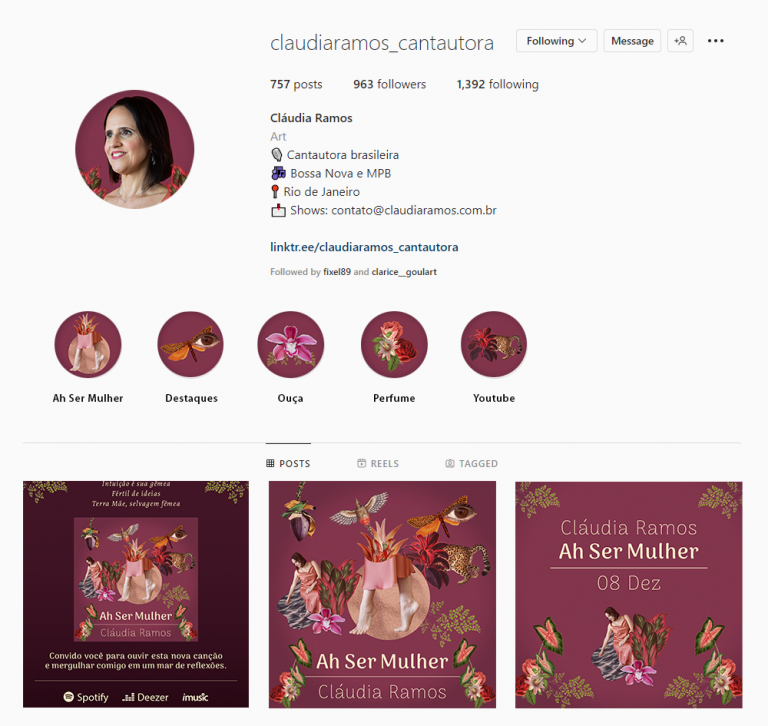 claudiaramos_cantautora
Following
Message
757 posts
963 followers
1,392 following
Cláudia Ramos
Art
Cantautora brasileira
Bossa Nova e MPB
Rio de Janeiro
Shows: contato@claudiaramos.com.br
linktr.ee/claudiaramos_cantautora
Followed by fixel89 and clarice__goulart
Ah Ser Mulher
Destaques
Ouça
Perfume
Youtube
POSTS
REELS
TAGGED
Intuição é sua gêmea
Fértil de ideias
Terra Mãe, selvagem fêmea
Ah Ser Mulher
Cláudia Ramos
Convido você para ouvir esta nova canção
e mergulhar comigo em um mar de reflexões.
Spotify
Deezer
imusic
Ah Ser Mulher
Cláudia Ramos
Cláudia Ramos
Ah Ser Mulher
08 Dez